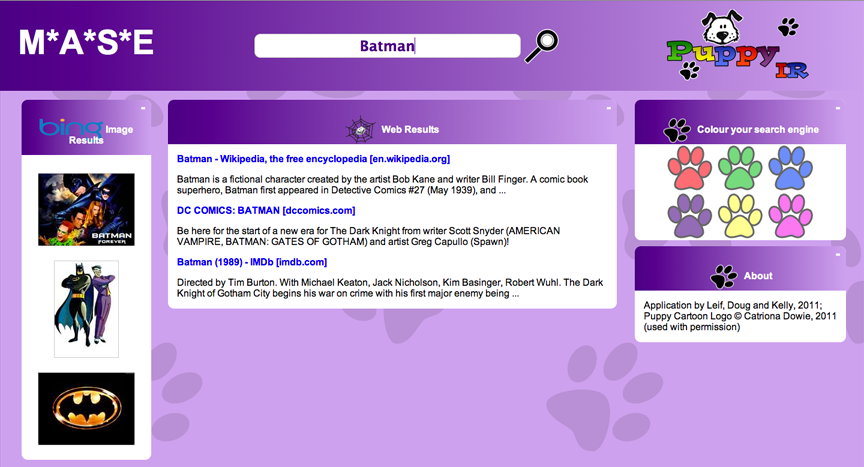 M*A*S*E
Batman
Puppy
IR
bing Image
Results
BATMAN
FOREVER
Web Results
Batman - Wikipedia, the free encyclopedia [en.wikipedia.org]
Batman is a fictional character created by the artist Bob Kane and writer Bill Finger. A comic book
superhero, Batman first appeared in Detective Comics #27 (May 1939), and ...
DC COMICS: BATMAN [dccomics.com]
Be here for the start of a new era for The Dark Knight from writer Scott Snyder (AMERICAN
VAMPIRE, BATMAN: GATES OF GOTHAM) and artist Greg Capullo (Spawn)!
Batman (1989) - IMDb [imdb.com]
Directed by Tim Burton. With Michael Keaton, Jack Nicholson, Kim Basinger, Robert Wuhl. The Dark
Knight of Gotham City begins his war on crime with his first major enemy being ...
Colour your search engine
About
Application by Leif, Doug and Kelly, 2011;
Puppy Cartoon Logo © Catriona Dowie, 2011
(used with permission)